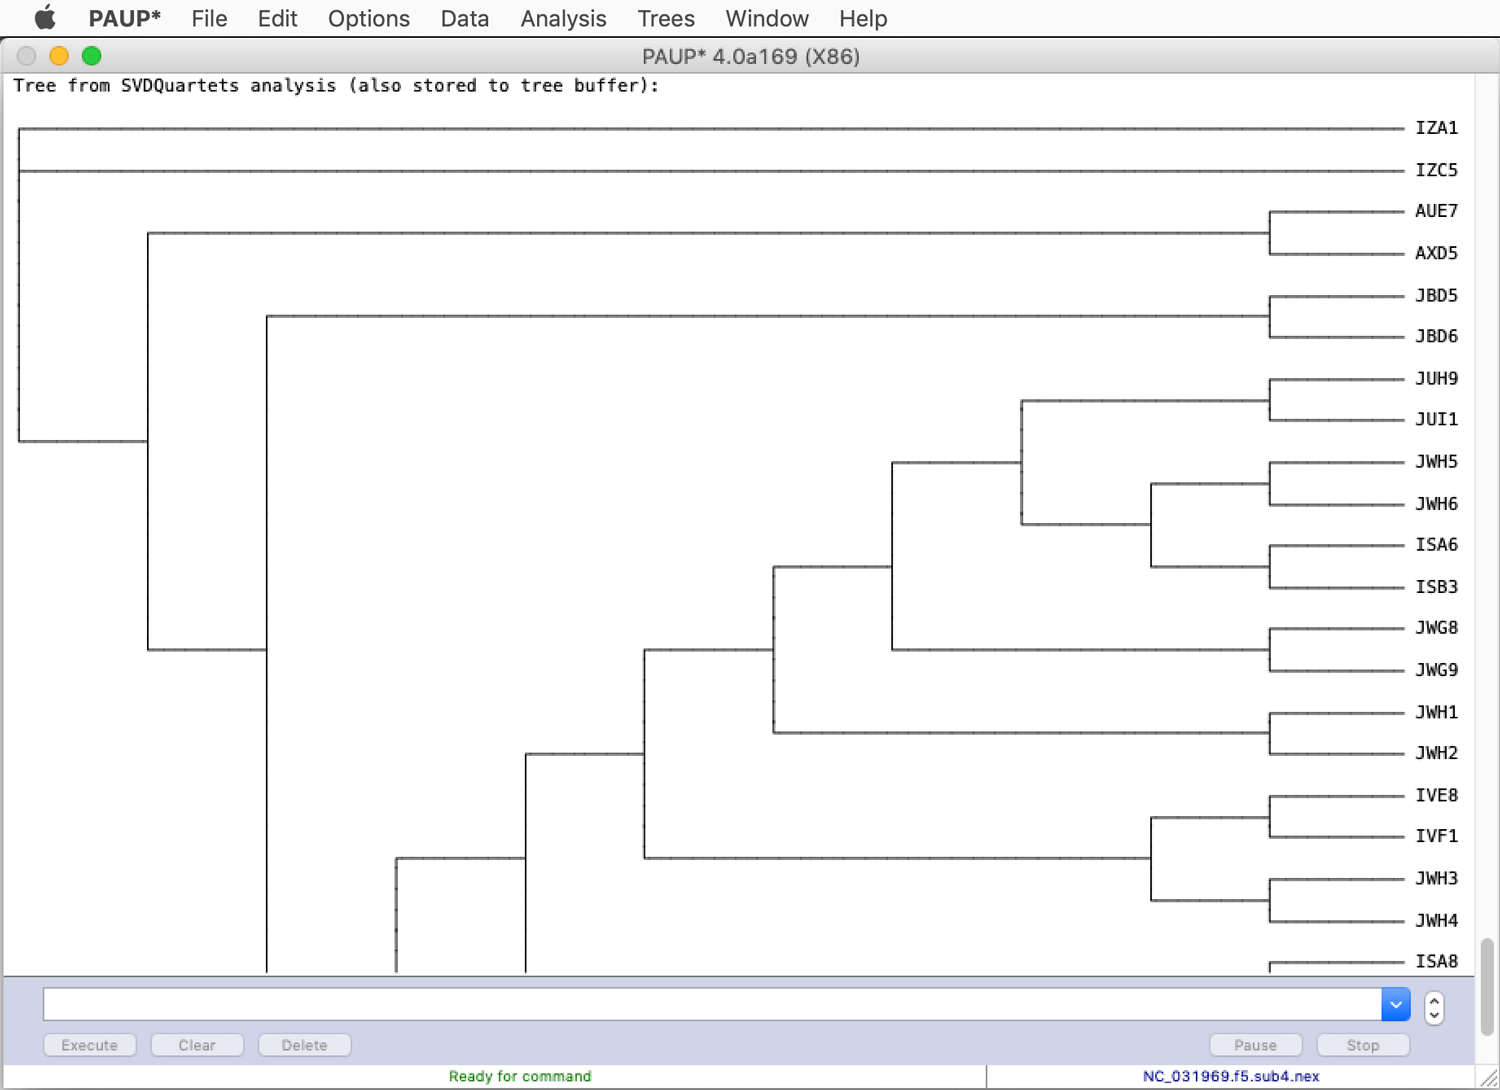 PAUP* File Edit Options Data Analysis Trees Window Help
PAUP* 4.0a169 (X86)
Tree from SVDQuartets analysis (also stored to tree buffer):
IZA1
IZC5
AUE7
AXD5
JBD5
JBD6
JUH9
JUI1
JWH5
JWH6
ISA6
ISB3
JWG8
JWG9
JWH1
JWH2
IVE8
IVF1
JWH3
JWH4
ISA8
Execute Clear Delete Pause Stop
Ready for command NC_031969.f5.sub4.nex